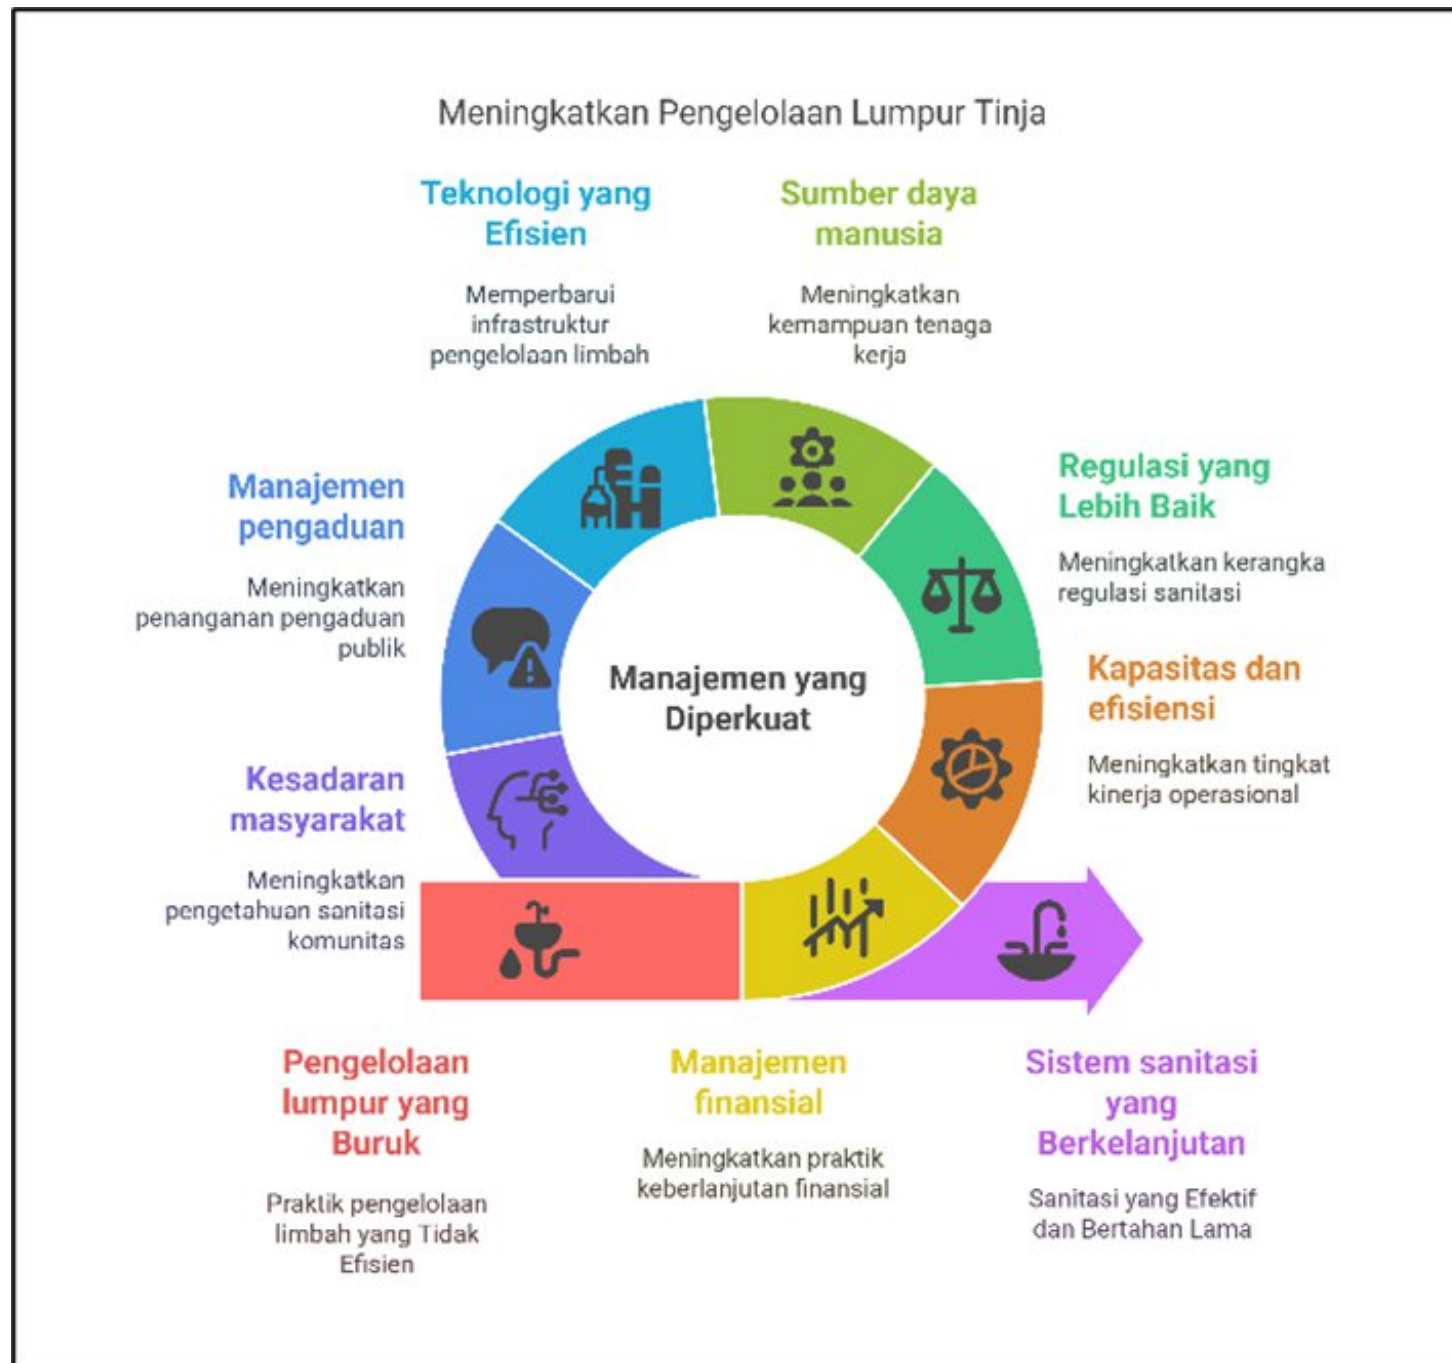 Meningkatkan Pengelolaan Lumpur Tinja
Teknologi yang
Efisien
Memperbarui
infrastruktur
pengelolaan limbah
Sumber daya
manusia
Meningkatkan
kemampuan tenaga
kerja
Manajemen
pengaduan
Meningkatkan
penanganan pengaduan
publik
Regulasi yang
Lebih Baik
Meningkatkan kerangka
regulasi sanitasi
Manajemen yang
Diperkuat
Kapasitas dan
efisiensi
Meningkatkan tingkat
kinerja operasional
Kesadaran
masyarakat
Meningkatkan
pengetahuan sanitasi
komunitas
Pengelolaan
lumpur yang
Buruk
Praktik pengelolaan
limbah yang Tidak
Efisien
Manajemen
finansial
Meningkatkan praktik
keberlanjutan finansial
Sistem sanitasi
yang
Berkelanjutan
Sanitasi yang Efektif
dan Bertahan Lama